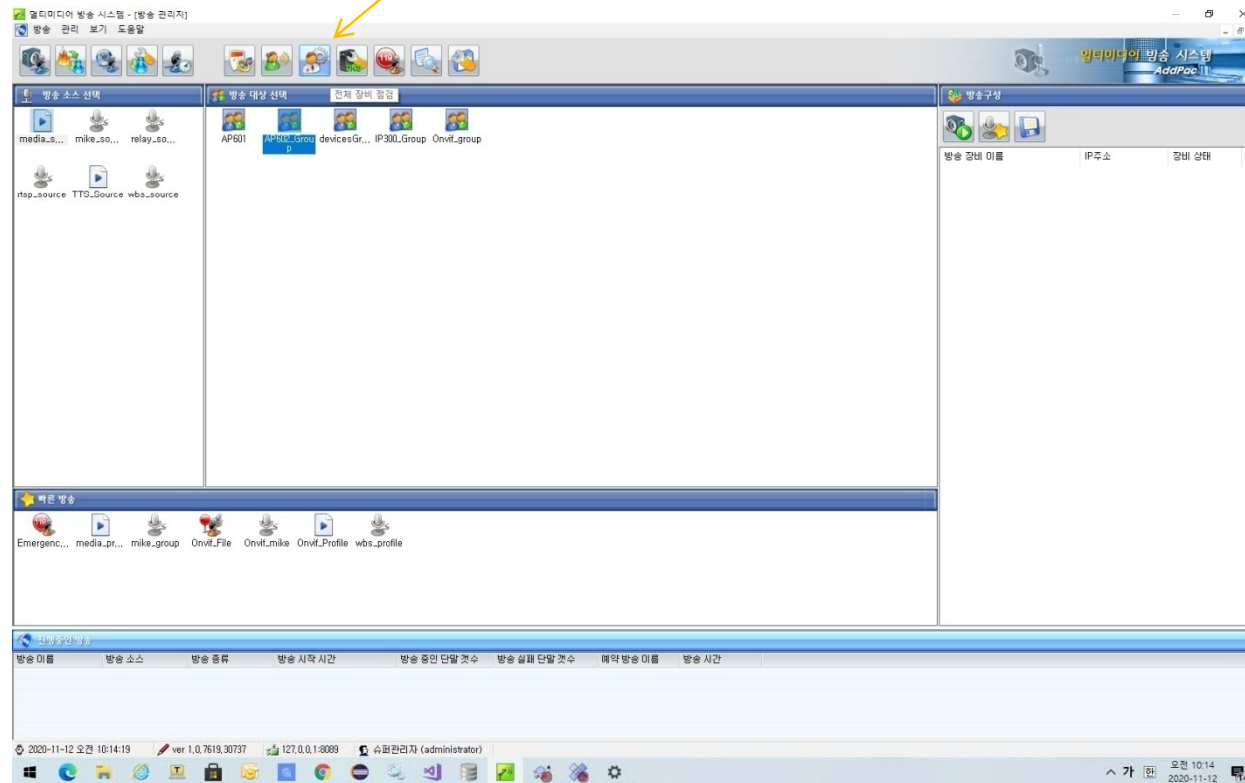 멀티미디어 방송 시스템 - [방송 관리자]
방송 관리 보기 도움말
멀티미디어 방송 시스템
AddPac
방송 소스 선택
방송 대상 선택
전체 장비 점검
방송구성
media_s... mike_so... relay_so...
AP601 AP602_Grou devicesGr... IP300_Group Onvif_group
p
방송 장비 이름 IP주소 장비 상태
rtsp_source TTS_Source wbs_source
빠른 방송
Emergenc... media_pr... mike_group Onvif_File Onvif_mike Onvif_Profile wbs_profile
진행중인 방송
방송 이름 방송 소스 방송 종류 방송 시작 시간 방송 중인 단말 갯수 방송 실패 단말 갯수 예약 방송 이름 방송 시간
2020-11-12 오전 10:14:19 ver 1,0,7619,30737 127,0,0,1:8089 슈퍼관리자 (administrator)
가 한 오전 10:14
2020-11-12